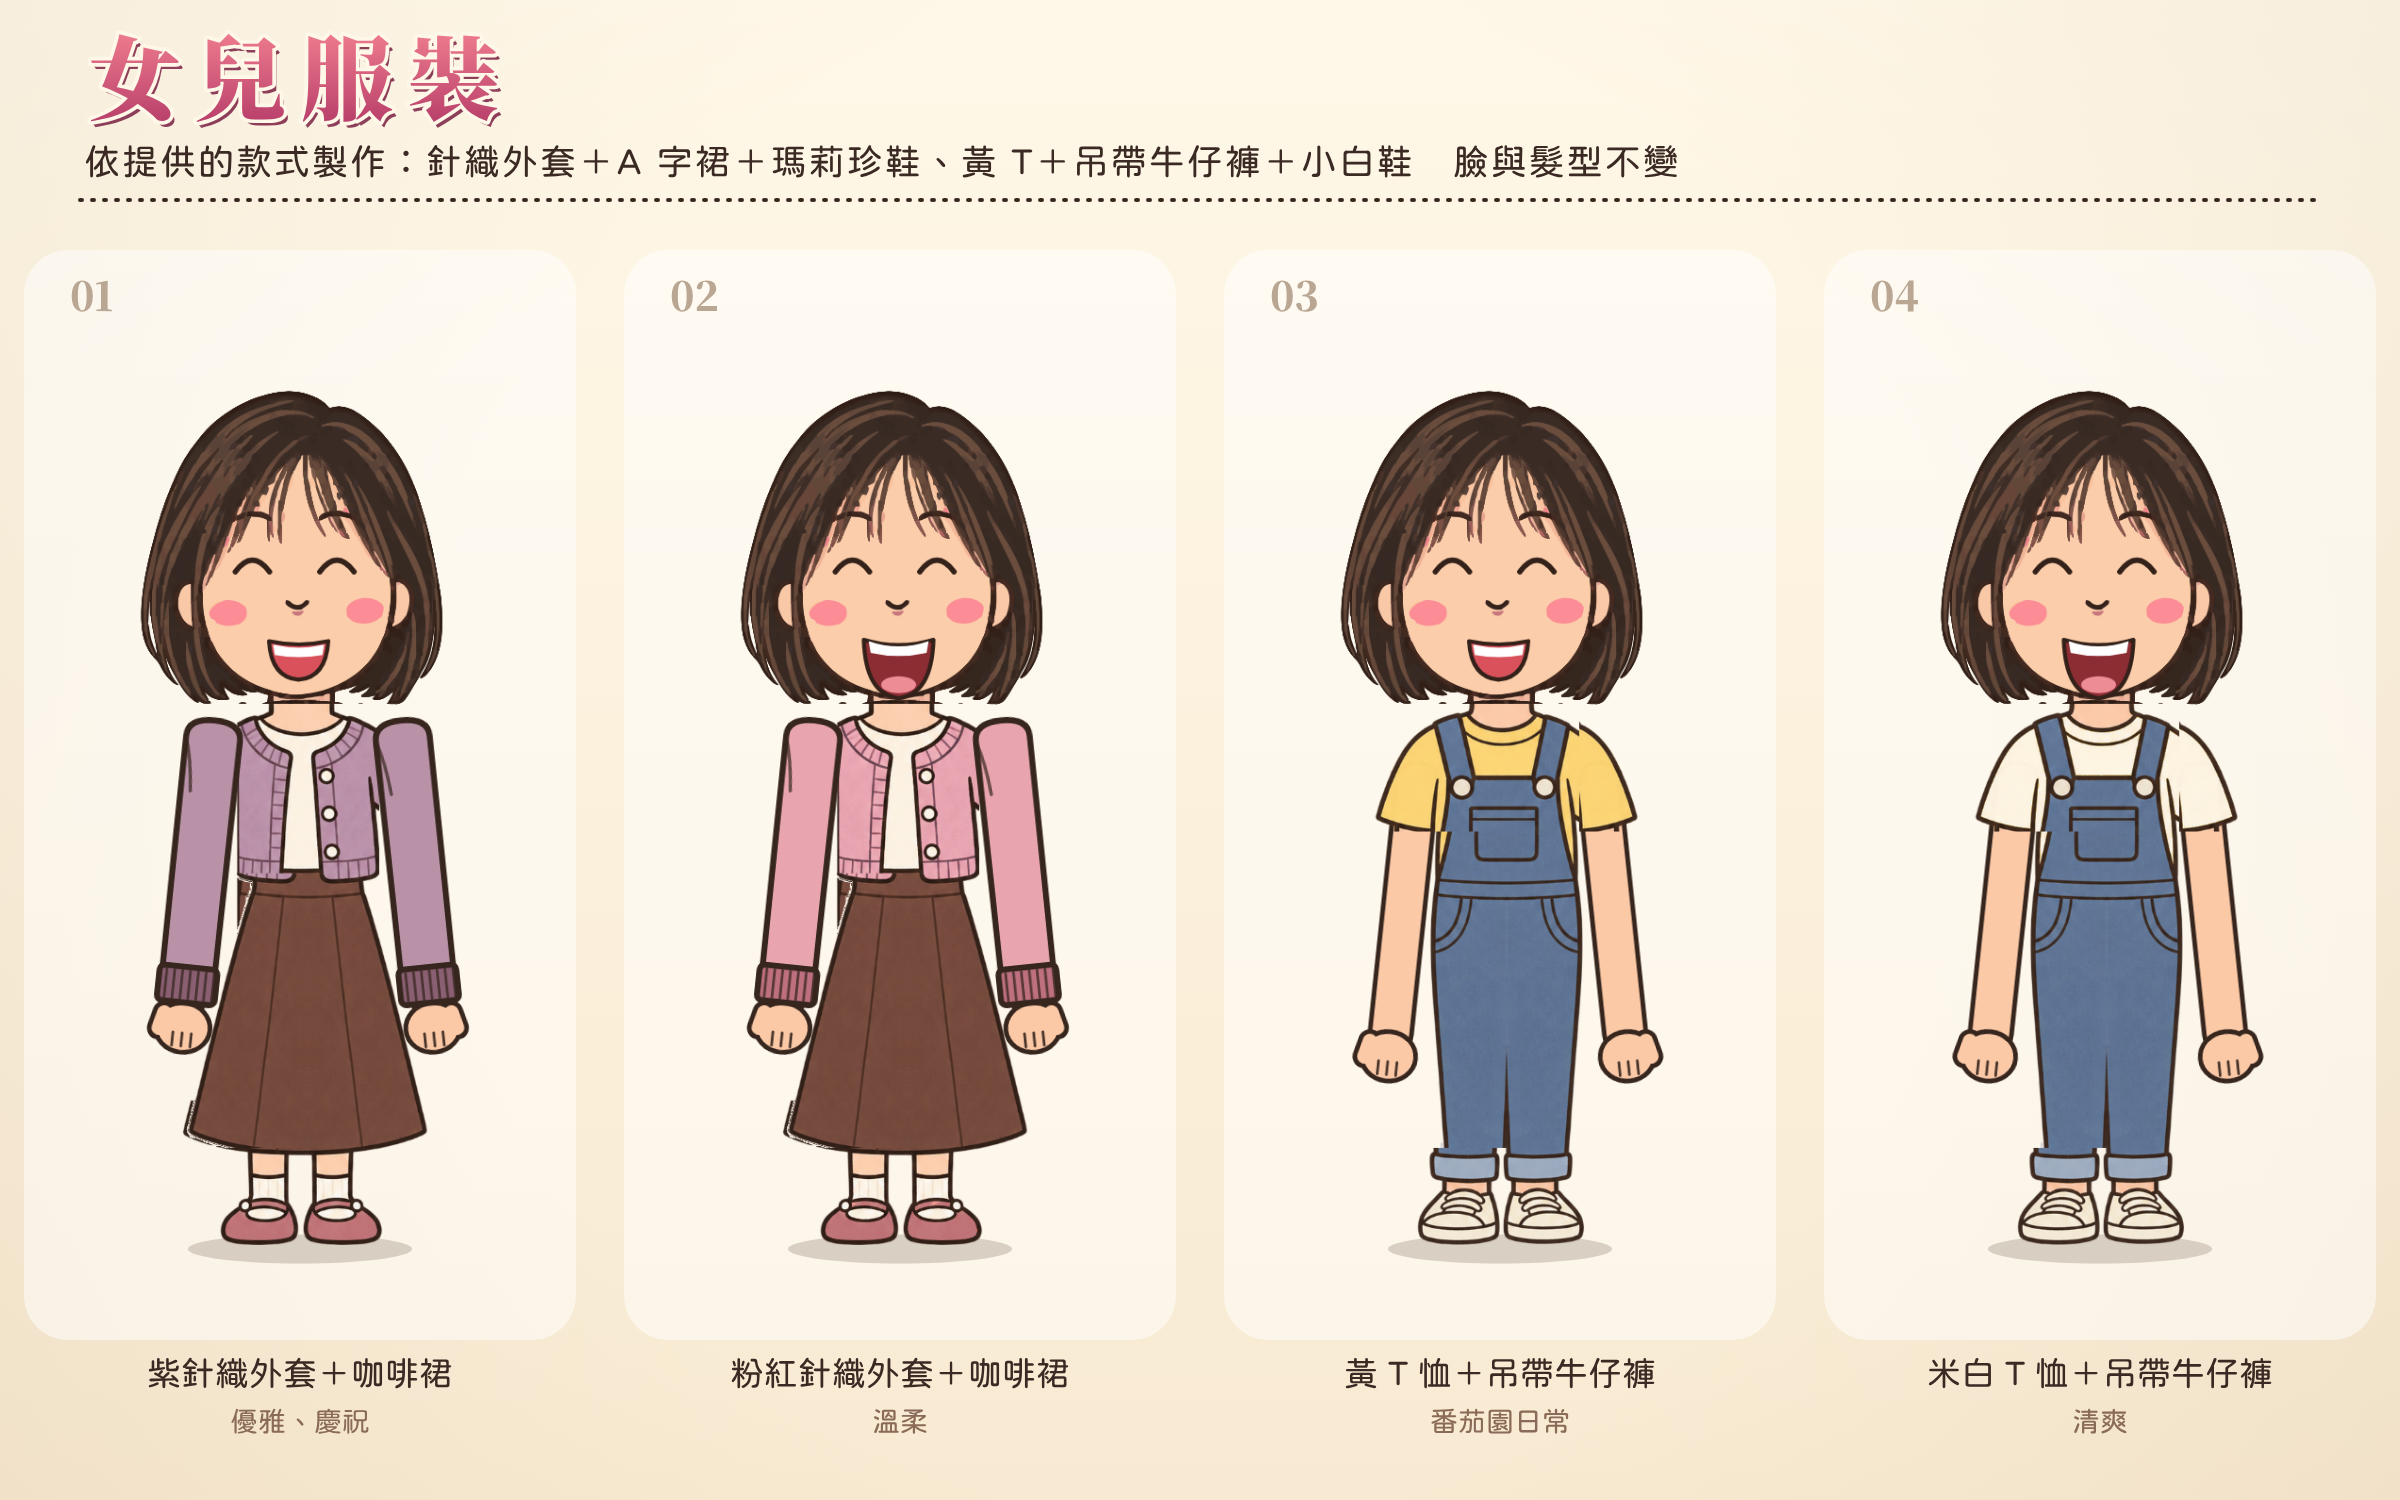 女兒服裝
依提供的款式製作：針織外套＋A 字裙＋瑪莉珍鞋、黃 T＋吊帶牛仔褲＋小白鞋　臉與髮型不變
01
02
03
04
紫針織外套＋咖啡裙
優雅、慶祝
粉紅針織外套＋咖啡裙
溫柔
黃 T 恤＋吊帶牛仔褲
番茄園日常
米白 T 恤＋吊帶牛仔褲
清爽